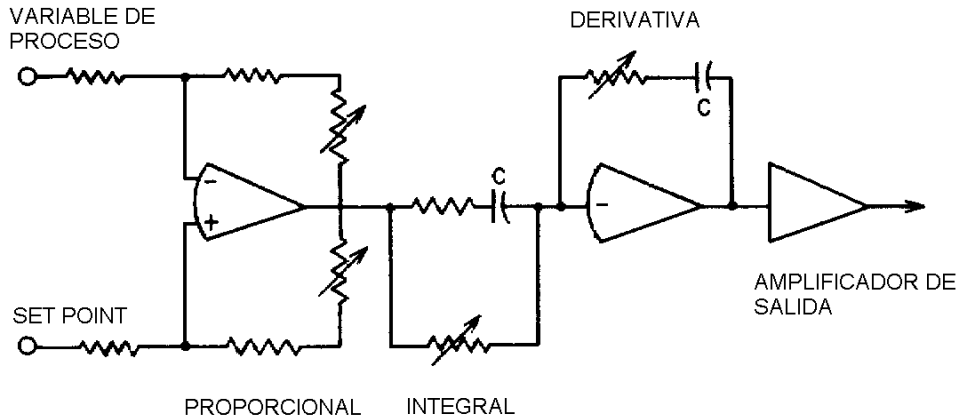 VARIABLE DE
PROCESO
DERIVATIVA
C
-
+
C
-
SET POINT
AMPLIFICADOR DE
SALIDA
PROPORCIONAL
INTEGRAL